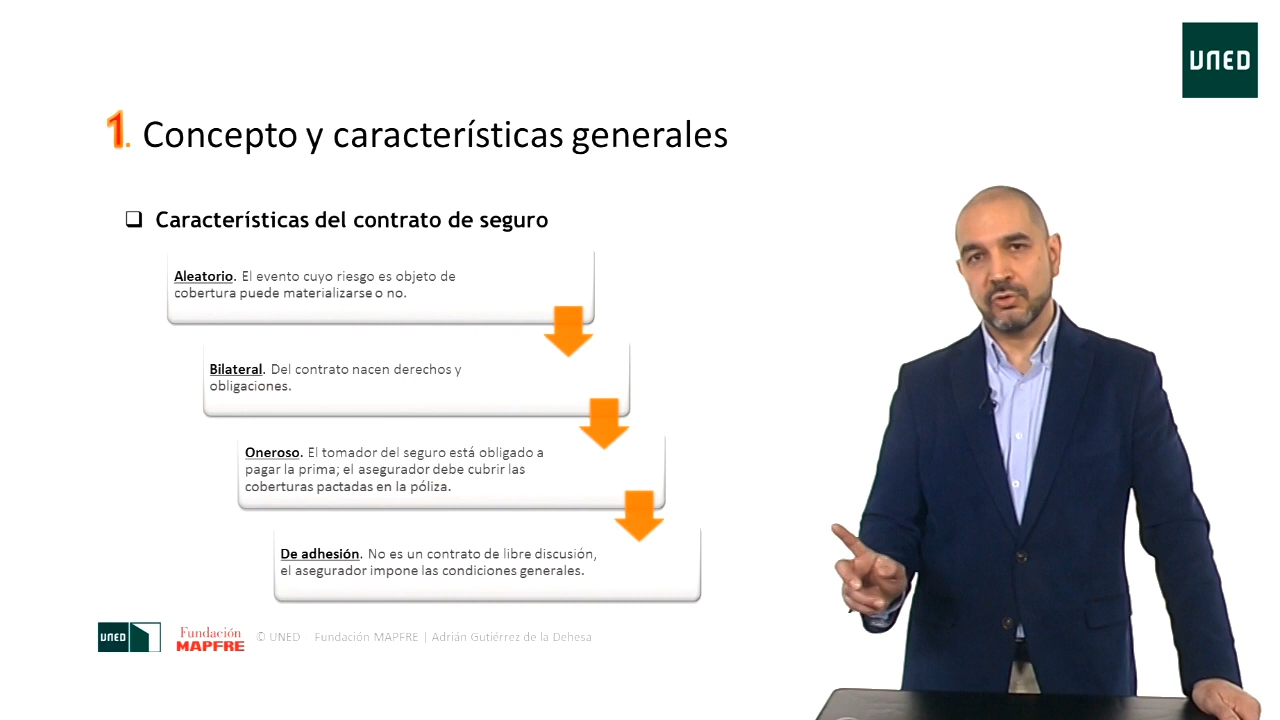 UNED
1. Concepto y características generales
Características del contrato de seguro
Aleatorio. El evento cuyo riesgo es objeto de
cobertura puede materializarse o no.
Bilateral. Del contrato nacen derechos y
obligaciones.
Oneroso. El tomador del seguro está obligado a
pagar la prima; el asegurador debe cubrir las
coberturas pactadas en la póliza.
De adhesión. No es un contrato de libre discusión,
el asegurador impone las condiciones generales.
UNED
Fundación
MAPFRE
© UNED Fundación MAPFRE | Adrián Gutiérrez de la Dehesa